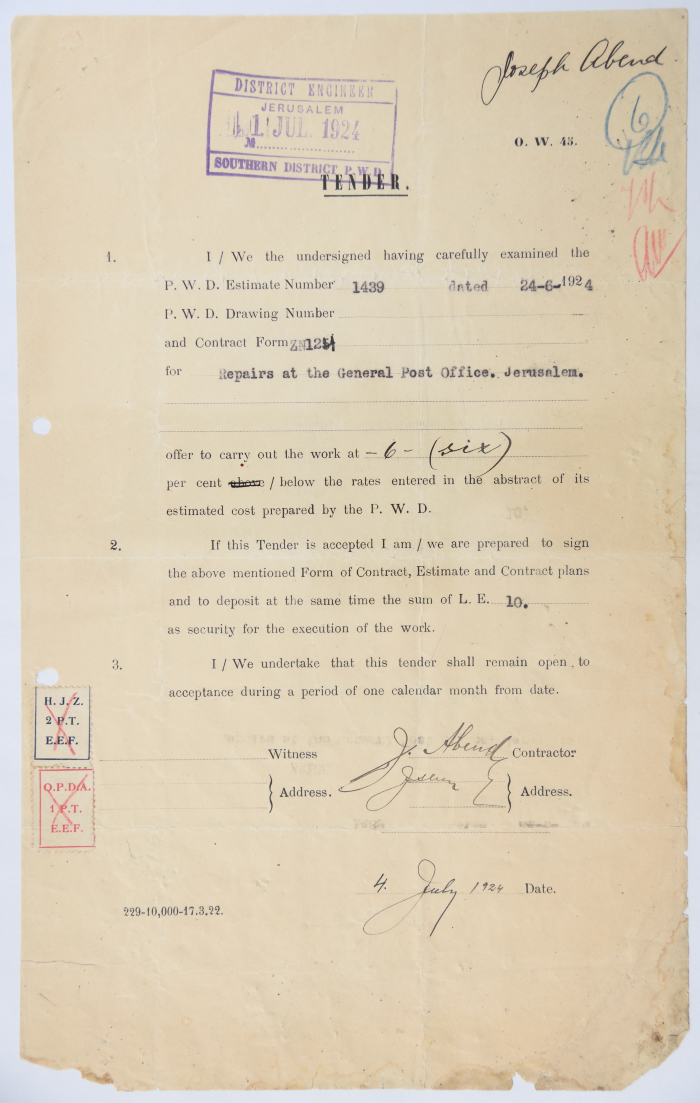 Joseph Abend.
DISTRICT ENGINEER
JERUSALEM
JUL. 1924
№
SOUTHERN DISTRICT P.W.D.
6
O. W. 45.
TENDER.
1. I / We the undersigned having carefully examined the
P. W. D. Estimate Number 1439 dated 24-6-1924
P. W. D. Drawing Number
and Contract Form
for Repairs at the General Post Office. Jerusalem.
offer to carry out the work at - 6 - (six)
per cent above / below the rates entered in the abstract of its
estimated cost prepared by the P. W. D.
2. If this Tender is accepted I am / we are prepared to sign
the above mentioned Form of Contract, Estimate and Contract plans
and to deposit at the same time the sum of L. E. 10.
as security for the execution of the work.
3. I / We undertake that this tender shall remain open to
acceptance during a period of one calendar month from date.
H. J. Z.
2 P.T.
E.E.F.
Witness J. Abend Contractor
O.P.D.A.
1 P.T.
E.E.F.
} Address. } Address.
4. July 1924 Date.
229-10,000-17.3.22.